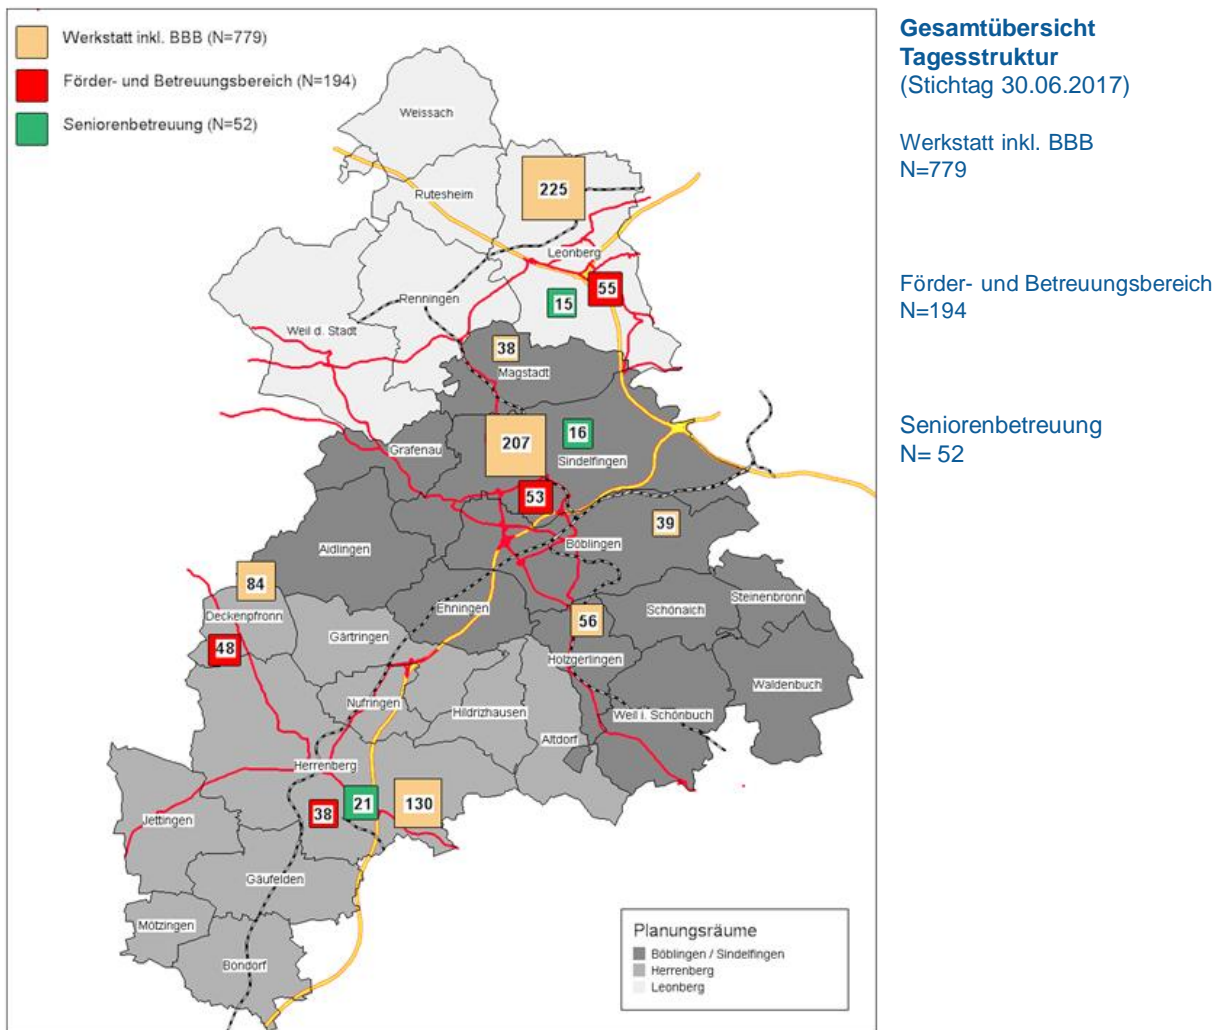 Werkstatt inkl. BBB (N=779)
Förder- und Betreuungsbereich (N=194)
Seniorenbetreuung (N=52)
Weissach
Rutesheim
225
Leonberg
55
15
Renningen
Weil d. Stadt
38
Magstadt
Grafenau
207
16
Sindelfingen
53
39
Aidlingen
Böblingen
84
Deckenpfronn
Ehningen
56
Schönaich
Steinenbronn
Gärtringen
48
Holzgerlingen
Waldenbuch
Nufringen
Hildrizhausen
Weil i. Schönbuch
Altdorf
Herrenberg
38
21
130
Jettingen
Gäufelden
Mötzingen
Bondorf
Planungsräume
Böblingen / Sindelfingen
Herrenberg
Leonberg
Gesamtübersicht
Tagesstruktur
(Stichtag 30.06.2017)
Werkstatt inkl. BBB
N=779
Förder- und Betreuungsbereich
N=194
Seniorenbetreuung
N= 52